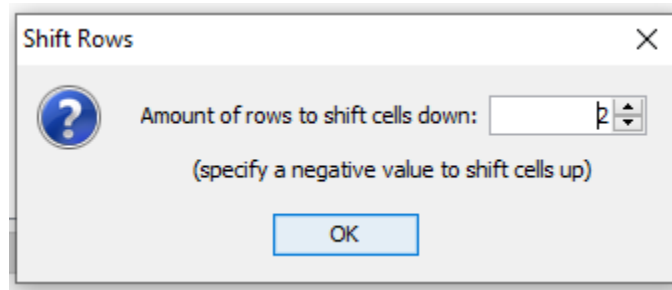 Shift Rows
Amount of rows to shift cells down: 2
(specify a negative value to shift cells up)
OK